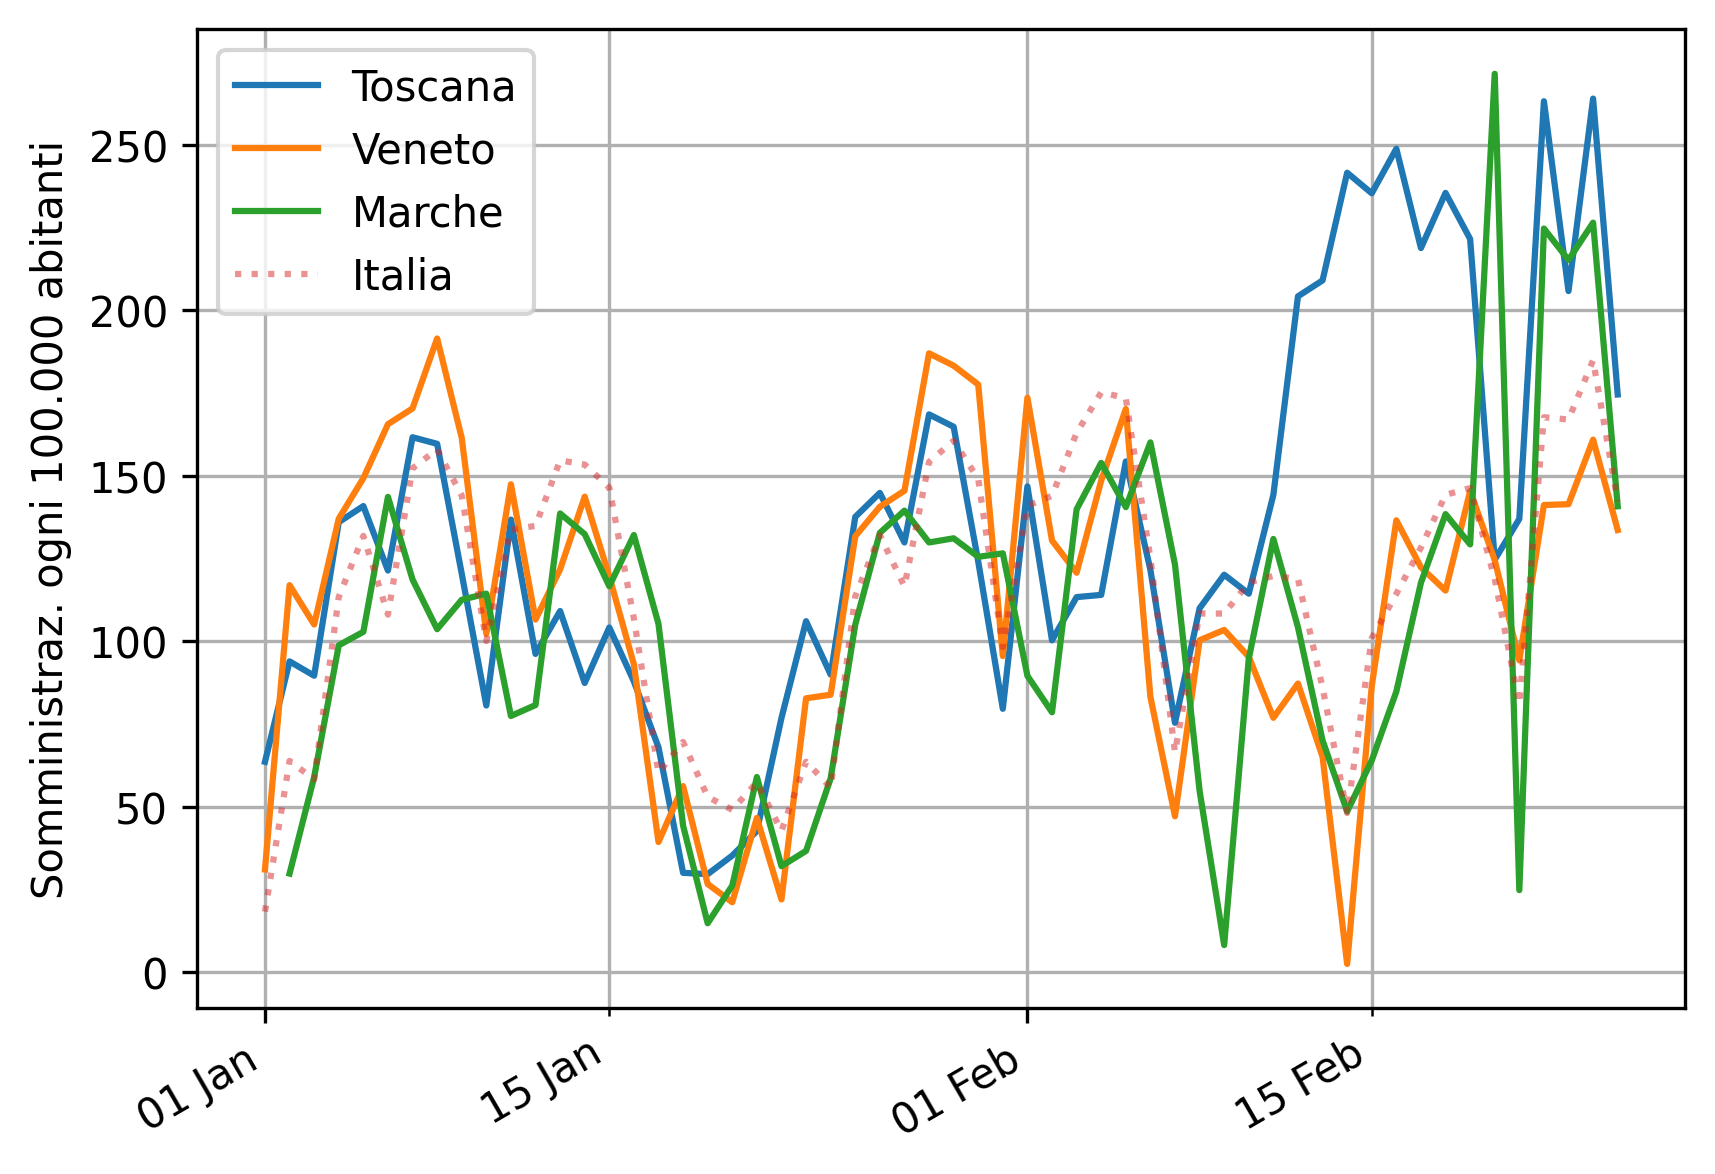 Toscana
Veneto
Marche
Italia
Somministraz. ogni 100.000 abitanti
250
200
150
100
50
0
01 Jan
15 Jan
01 Feb
15 Feb